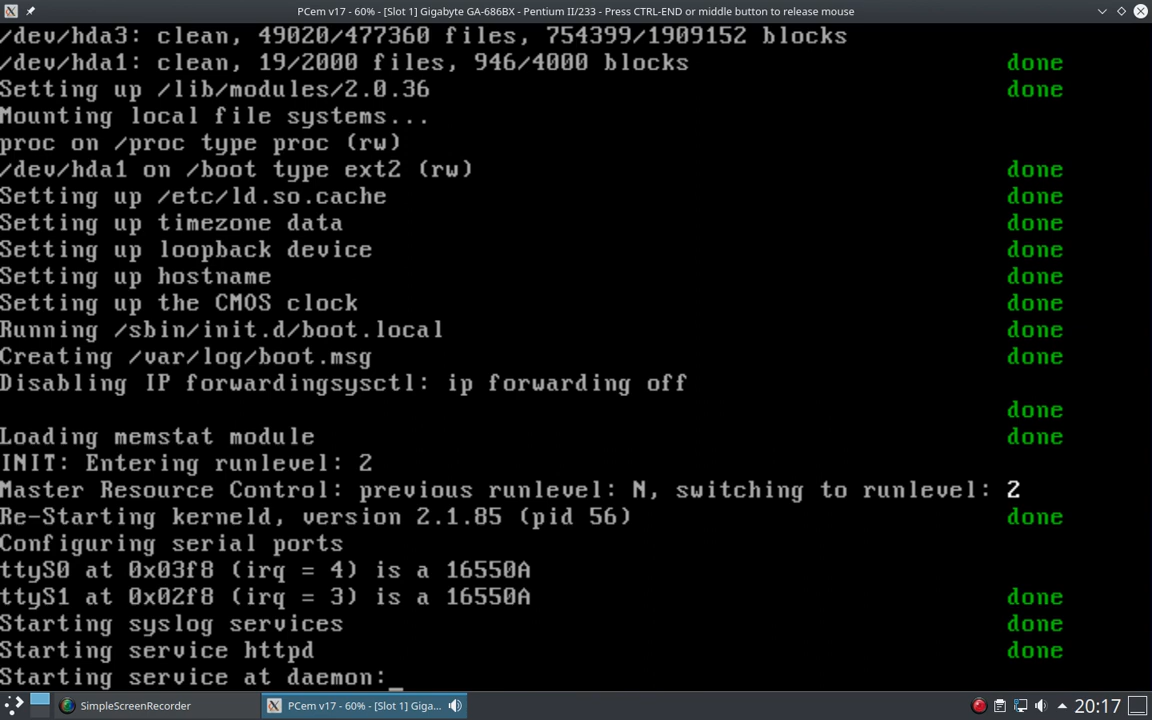 PCem v17 - 60% - [Slot 1] Gigabyte GA-686BX - Pentium II/233 - Press CTRL-END or middle button to release mouse
/dev/hda3: clean, 49020/477360 files, 754399/1909152 blocks
/dev/hda1: clean, 19/2000 files, 946/4000 blocks done
Setting up /lib/modules/2.0.36 done
Mounting local file systems...
proc on /proc type proc (rw)
/dev/hda1 on /boot type ext2 (rw) done
Setting up /etc/ld.so.cache done
Setting up timezone data done
Setting up loopback device done
Setting up hostname done
Setting up the CMOS clock done
Running /sbin/init.d/boot.local done
Creating /var/log/boot.msg done
Disabling IP forwardingsysctl: ip forwarding off
done
Loading memstat module done
INIT: Entering runlevel: 2
Master Resource Control: previous runlevel: N, switching to runlevel: 2
Re-Starting kerneld, version 2.1.85 (pid 56) done
Configuring serial ports
ttyS0 at 0x03f8 (irq = 4) is a 16550A
ttyS1 at 0x02f8 (irq = 3) is a 16550A done
Starting syslog services done
Starting service httpd done
Starting service at daemon:_
SimpleScreenRecorder PCem v17 - 60% - [Slot 1] Giga... 20:17